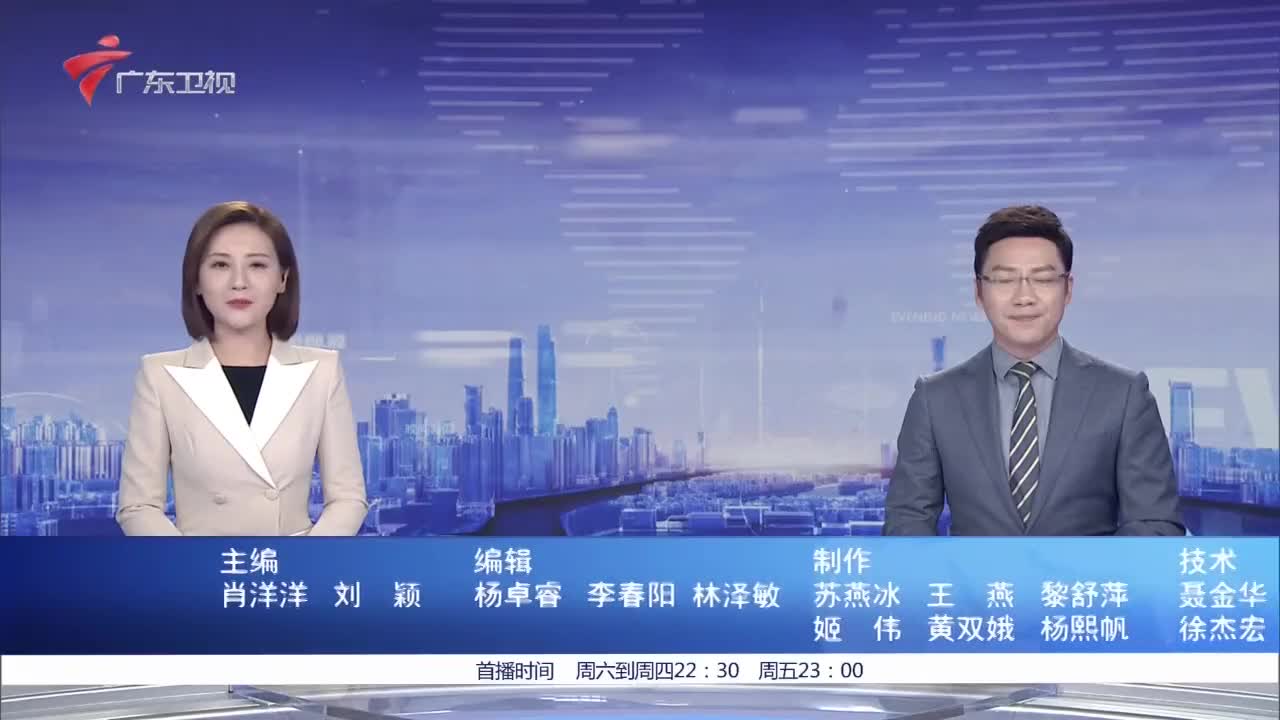 广东卫视
EVENING NEW
EV
主编 编辑 制作 技术
肖洋洋 刘 颖 杨卓睿 李春阳 林泽敏 苏燕冰 王 燕 黎舒萍 聂金华
姬 伟 黄双娥 杨熙帆 徐杰宏
首播时间 周六到周四22：30 周五23：00